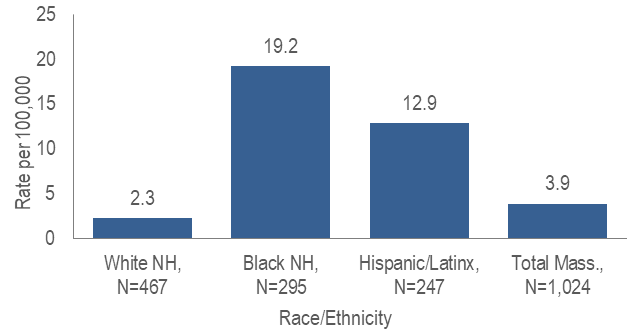 25
20
15
10
5
0
Rate per 100,000
2.3
19.2
12.9
3.9
White NH,
N=467
Black NH,
N=295
Hispanic/Latinx,
N=247
Total Mass.,
N=1,024
Race/Ethnicity